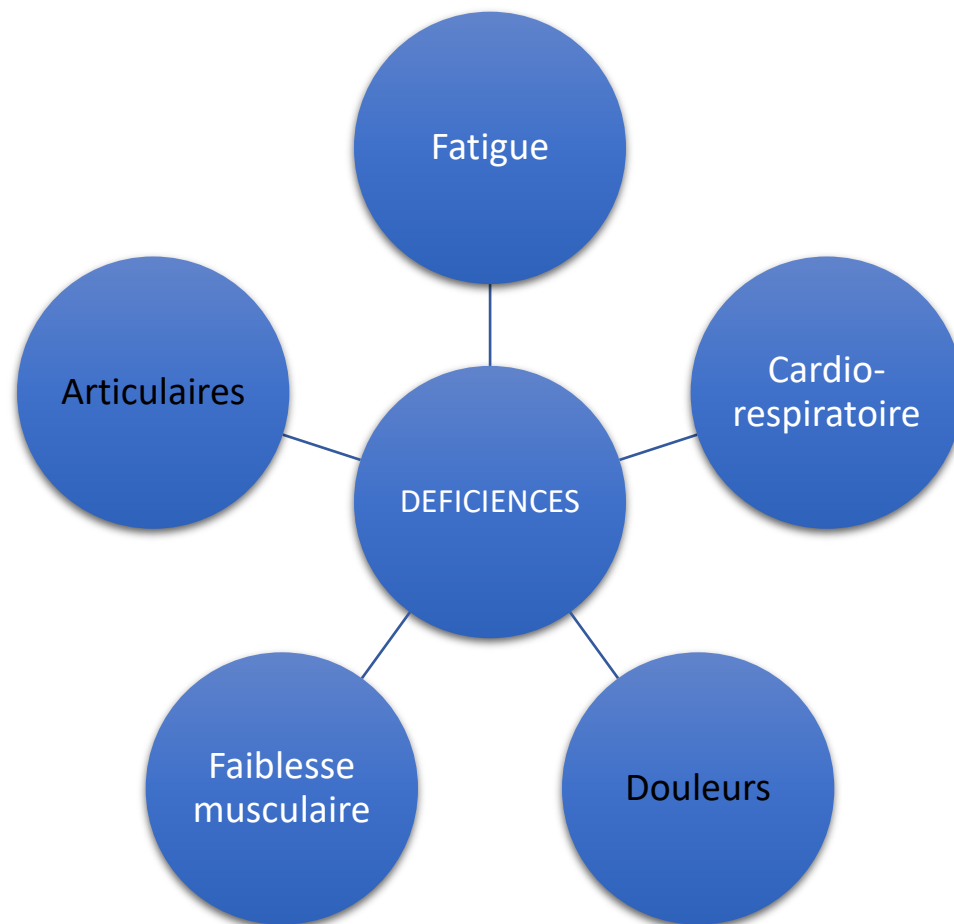 Fatigue
Cardio-
respiratoire
Articulaires
DEFICIENCES
Faiblesse
musculaire
Douleurs